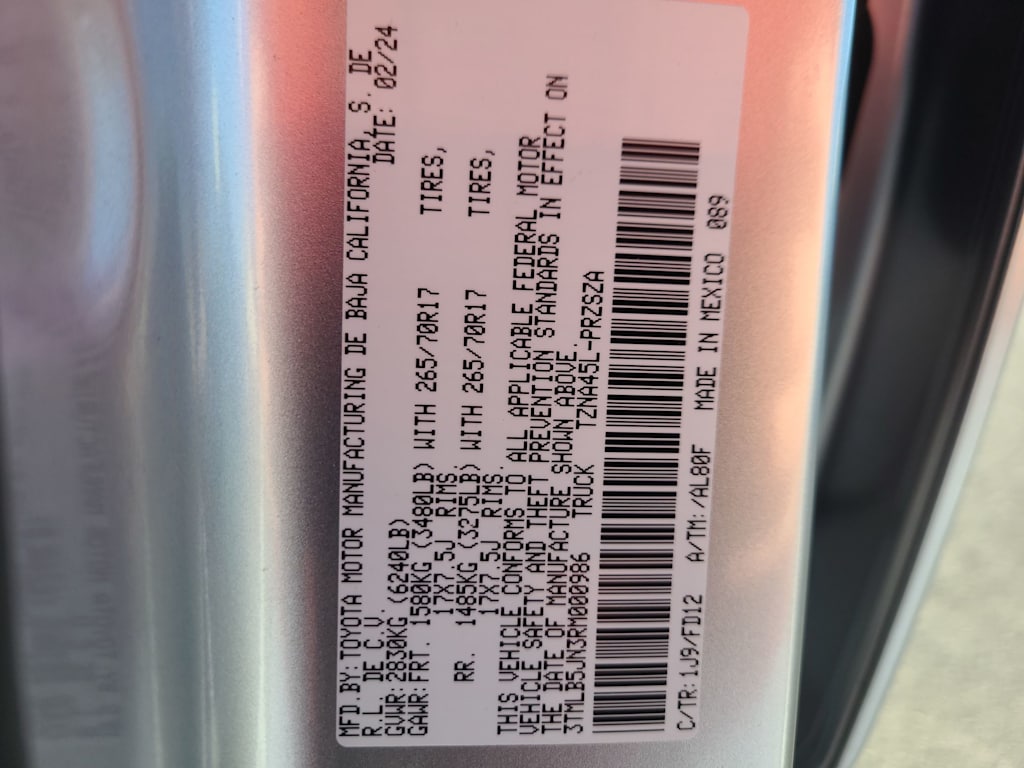 MFD.BY:TOYOTA MOTOR MANUFACTURING DE BAJA CALIFORNIA, S. DE
R.L. DE C.V. DATE: 02/24
GVWR:2830KG (6240LB)
GAWR:FRT. 1580KG (3480LB) WITH 265/70R17 TIRES,
17X7.5J RIMS.
RR. 1485KG (3275LB) WITH 265/70R17 TIRES,
17X7.5J RIMS.
THIS VEHICLE CONFORMS TO ALL APPLICABLE FEDERAL MOTOR
VEHICLE SAFETY AND THEFT PREVENTION STANDARDS IN EFFECT ON
THE DATE OF MANUFACTURE SHOWN ABOVE.
3TMLB5JN3RM000986 TRUCK TZNA45L-PRZSZA
C/TR:1J9/FD12 A/TM:/AL80F MADE IN MEXICO 089